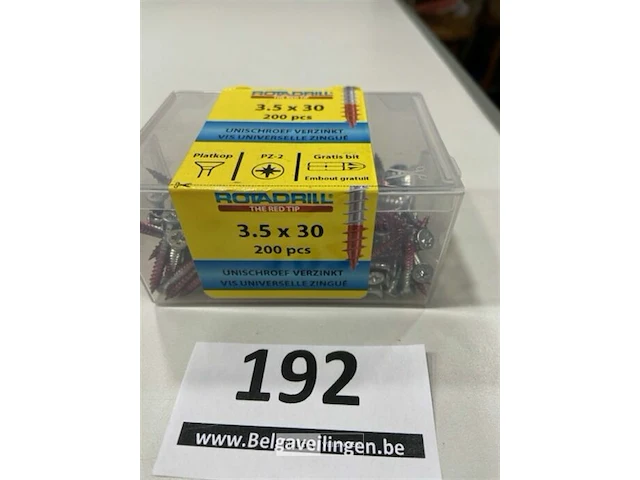 ROTADRILL
THE RED TIP
3.5 x 30
200 pcs
UNISCHROEF VERZINKT
VIS UNIVERSELLE ZINGUÉ
Platkop
PZ-2
Gratis bit
Embout gratuit
ROTADRILL
THE RED TIP
3.5 x 30
200 pcs
UNISCHROEF VERZINKT
VIS UNIVERSELLE ZINGUÉ
192
www.Belgaveilingen.be